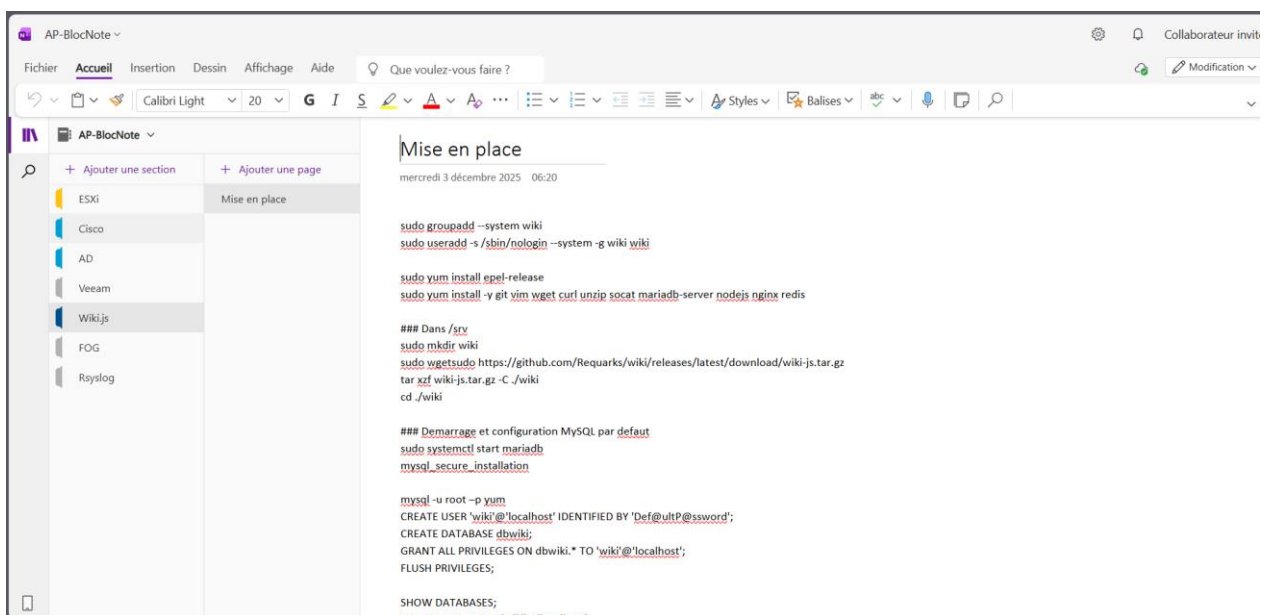 AP-BlocNote
Collaborateur invit
Fichier Accueil Insertion Dessin Affichage Aide Que voulez-vous faire ?
Modification
Calibri Light 20 G I S A A Styles Balises abc
AP-BlocNote
+ Ajouter une section + Ajouter une page
ESXi Mise en place
Cisco
AD
Veeam
Wiki.js
FOG
Rsyslog
Mise en place
mercredi 3 décembre 2025 06:20
sudo groupadd --system wiki
sudo useradd -s /sbin/nologin --system -g wiki wiki
sudo yum install epel-release
sudo yum install -y git vim wget curl unzip socat mariadb-server nodejs nginx redis
### Dans /srv
sudo mkdir wiki
sudo wgetsudo https://github.com/Requarks/wiki/releases/latest/download/wiki-js.tar.gz
tar xzf wiki-js.tar.gz -C ./wiki
cd ./wiki
### Demarrage et configuration MySQL par defaut
sudo systemctl start mariadb
mysql_secure_installation
mysql -u root –p yum
CREATE USER 'wiki'@'localhost' IDENTIFIED BY 'Def@ultP@ssword';
CREATE DATABASE dbwiki;
GRANT ALL PRIVILEGES ON dbwiki.* TO 'wiki'@'localhost';
FLUSH PRIVILEGES;
SHOW DATABASES;